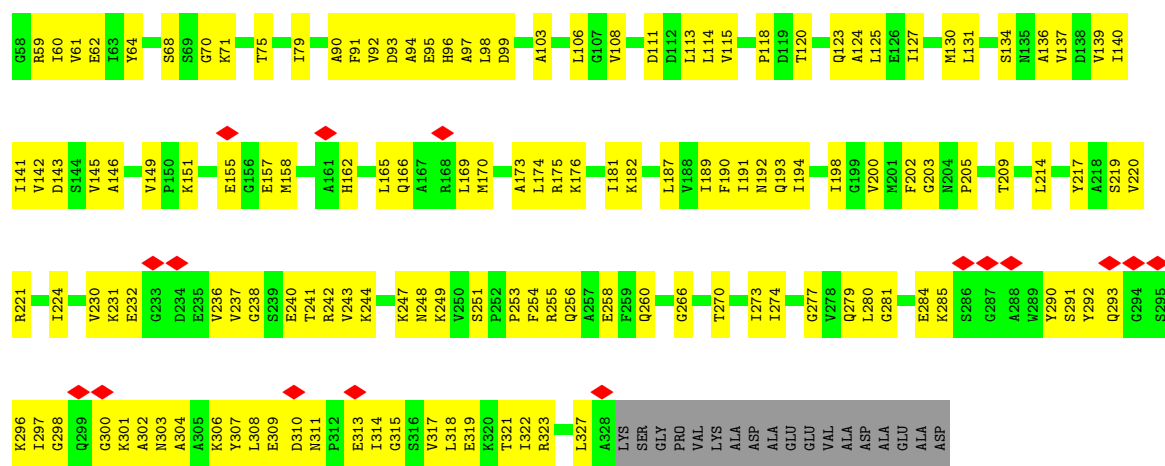 G58 R59 I60 V61 E62 I63 Y64 S68 S69 G70 K71 T75 I79 A90 F91 V92 D93 A94 E95 H96 A97 L98 D99 A103 L106 G107 V108 D111 D112 L113 L114 V115 P118 D119 T120 Q123 A124 L125 E126 I127 M130 L131 S134 N135 A136 V137 D138 V139 I140
I141 V142 D143 S144 V145 A146 V149 P150 K151 E155 G156 E157 M158 A161 H162 L165 Q166 A167 R168 L169 M170 A173 L174 R175 K176 I181 K182 L187 V188 I189 F190 I191 N192 Q193 I194 I198 G199 V200 M201 F202 G203 N204 P205 T209 L214 Y217 A218 S219 V220
R221 I224 V230 K231 E232 G233 D234 E235 V236 V237 G238 S239 E240 T241 R242 V243 K244 K247 N248 K249 V250 S251 P252 P253 F254 R255 Q256 A257 E258 F259 Q260 G266 T270 I273 I274 G277 V278 Q279 L280 G281 E284 K285 S286 G287 A288 W289 Y290 S291 Y292 Q293 G294 S295
K296 I297 G298 Q299 G300 K301 A302 N303 A304 A305 K306 Y307 L308 E309 D310 N311 P312 E313 I314 G315 S316 V317 L318 E319 K320 T321 I322 R323 L327 A328 LYS SER GLY PRO VAL LYS ALA ASP ALA GLU GLU VAL ALA ASP ALA GLU ALA ASP